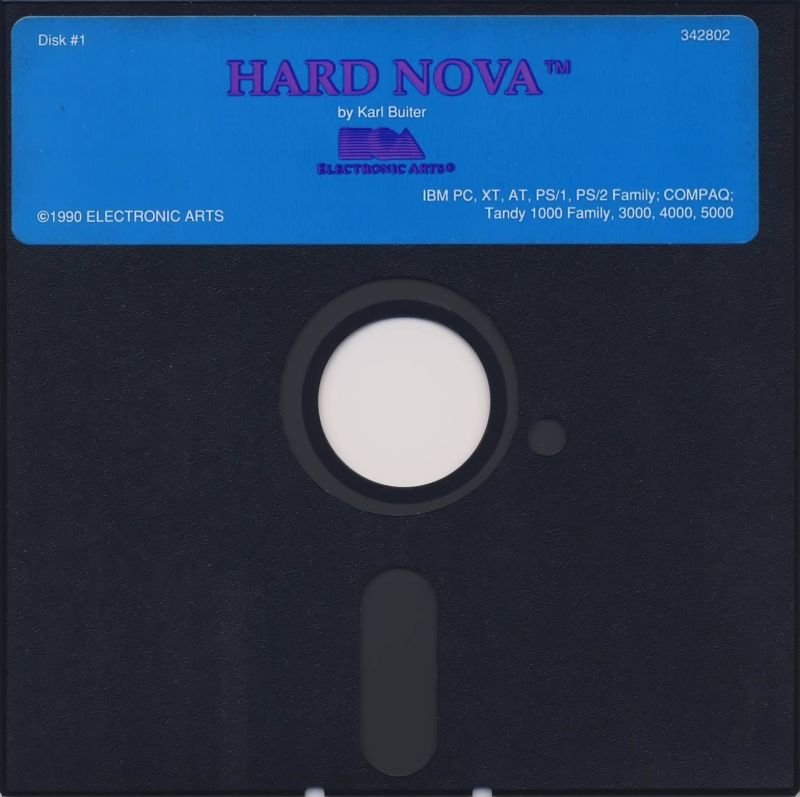 Disk #1
342802
HARD NOVA™
by Karl Buiter
ELECTRONIC ARTS®
IBM PC, XT, AT, PS/1, PS/2 Family; COMPAQ;
©1990 ELECTRONIC ARTS
Tandy 1000 Family, 3000, 4000, 5000